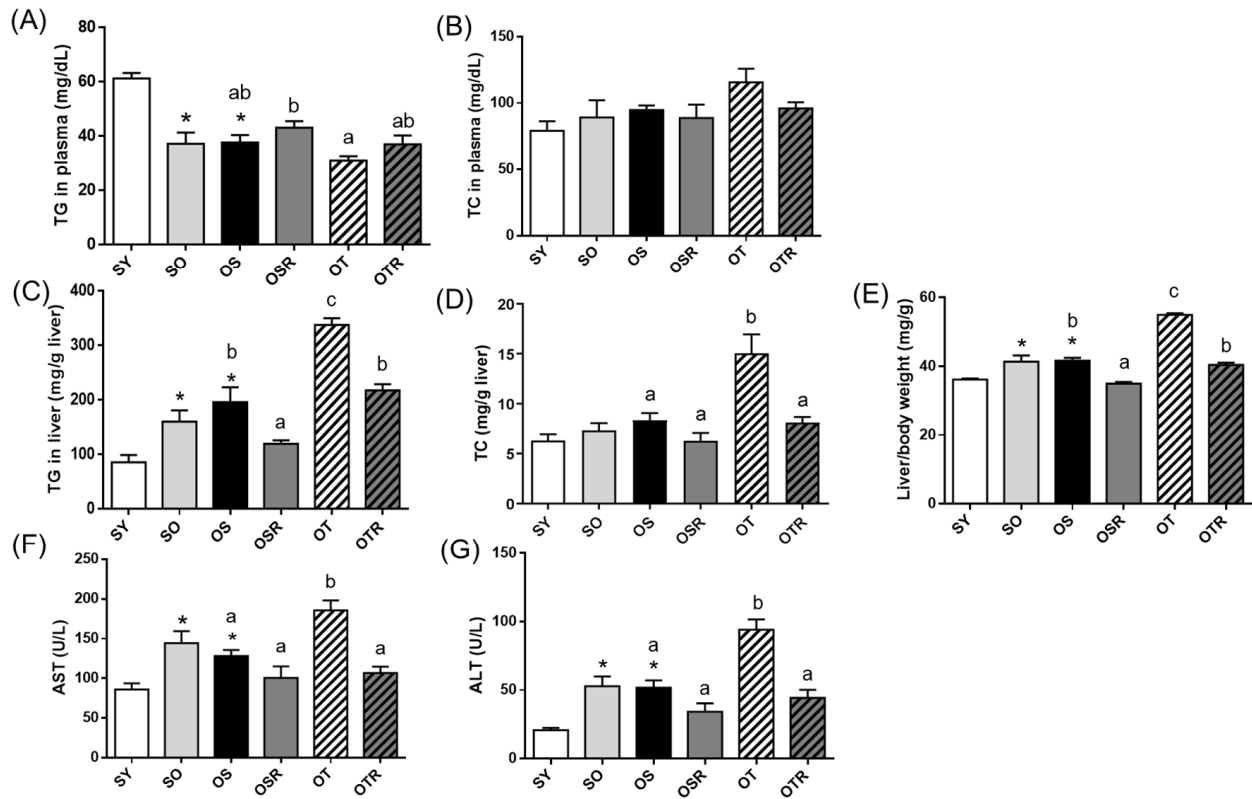 (A)
TG in plasma (mg/dL)
80
60
40
20
0
*
ab
*
b
a
ab
SY
SO
OS
OSR
OT
OTR
(B)
TC in plasma (mg/dL)
150
100
50
0
SY
SO
OS
OSR
OT
OTR
(C)
TG in liver (mg/g liver)
400
300
200
100
0
*
b
*
a
c
b
SY
SO
OS
OSR
OT
OTR
(D)
TC (mg/g liver)
20
15
10
5
0
a
a
b
a
SY
SO
OS
OSR
OT
OTR
(E)
Liver/body weight (mg/g)
60
40
20
0
*
b
*
a
c
b
SY
SO
OS
OSR
OT
OTR
(F)
AST (U/L)
250
200
150
100
50
0
*
a
*
a
b
a
SY
SO
OS
OSR
OT
OTR
(G)
ALT (U/L)
150
100
50
0
*
a
*
a
b
a
SY
SO
OS
OSR
OT
OTR